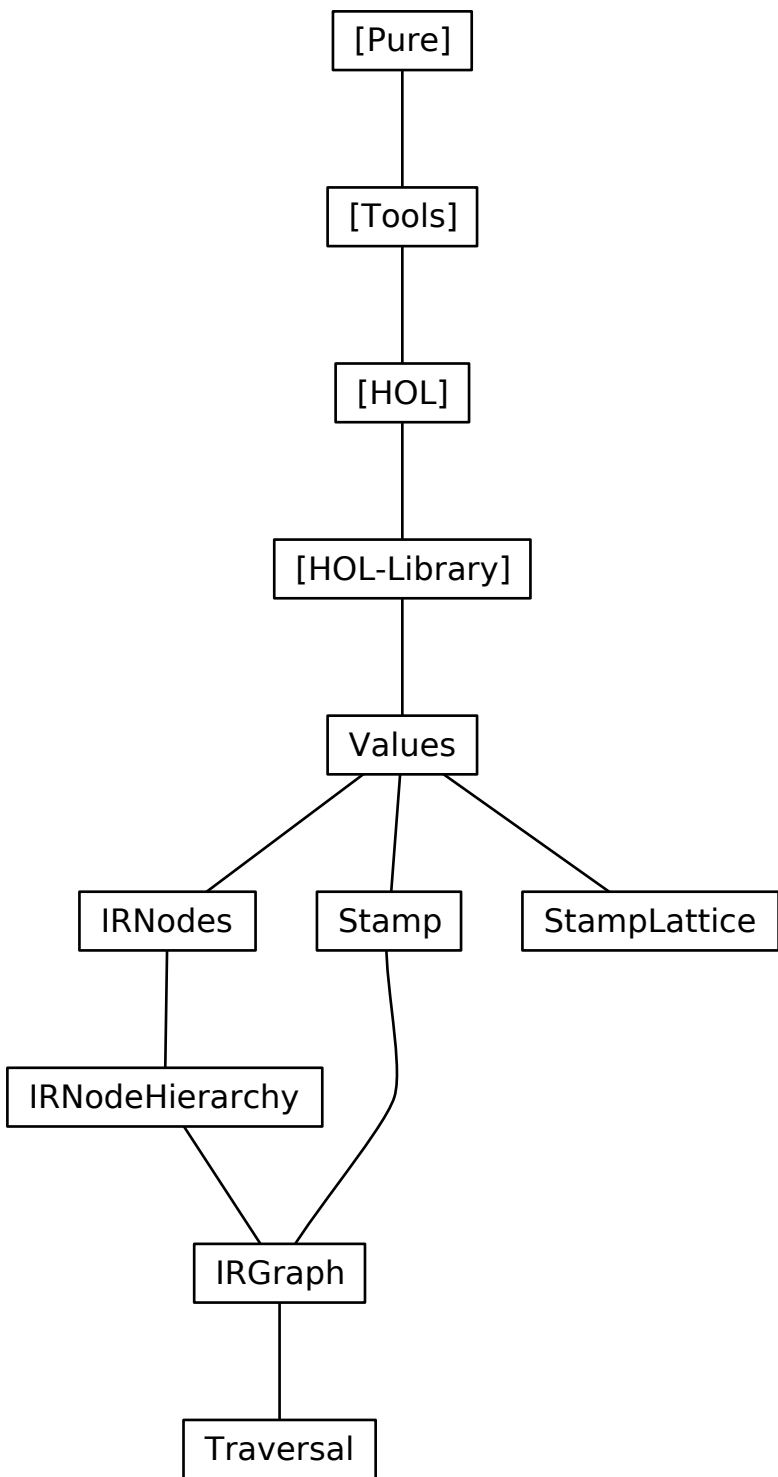 [Pure]
[Tools]
[HOL]
[HOL-Library]
Values
IRNodes
Stamp
StampLattice
IRNodeHierarchy
IRGraph
Traversal